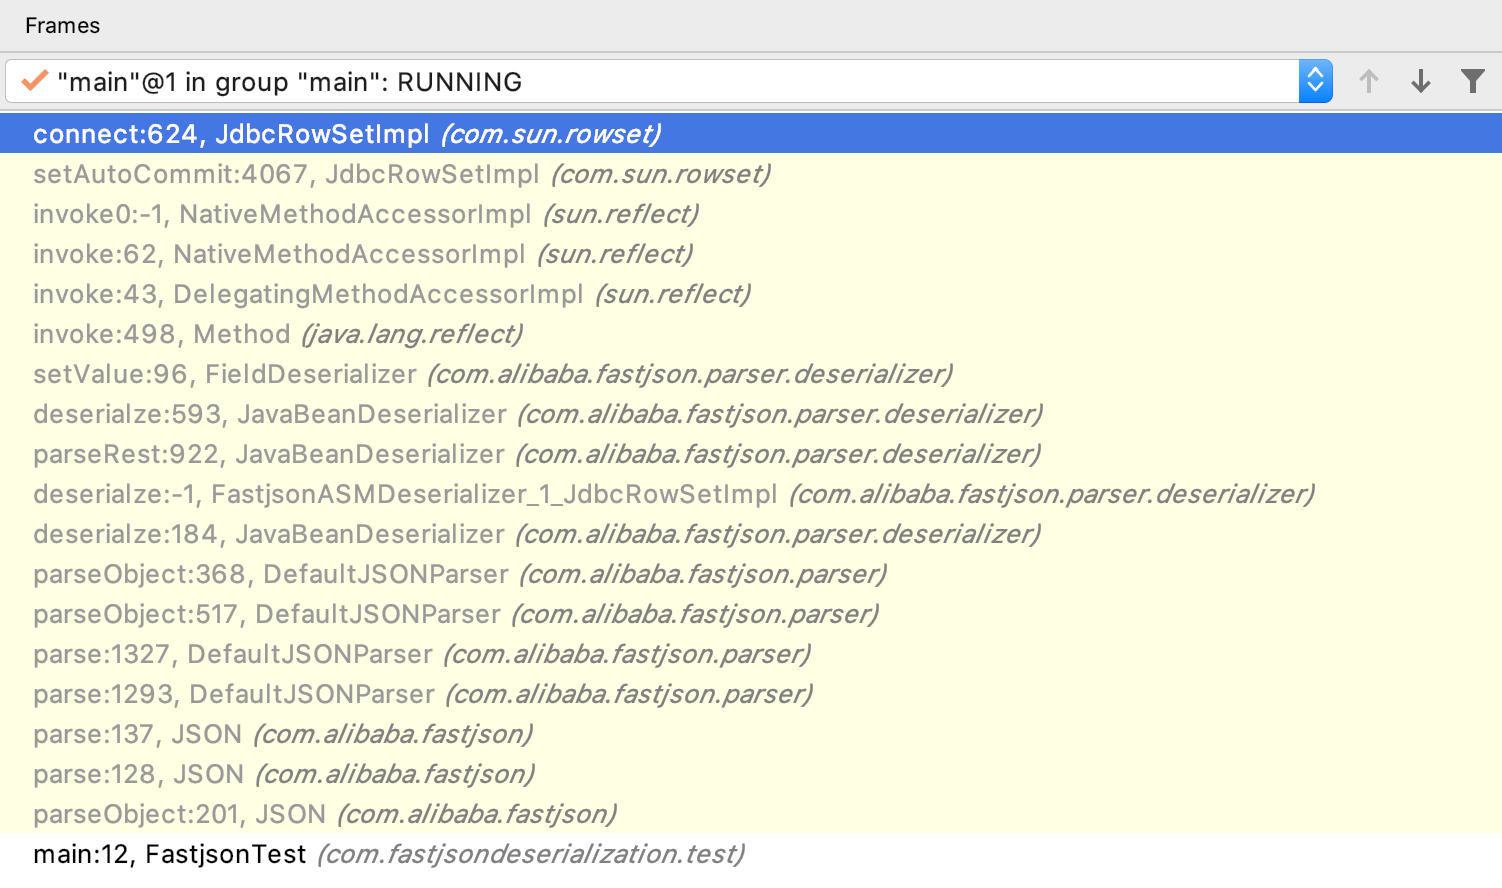 Frames
"main"@1 in group "main": RUNNING
connect:624, JdbcRowSetImpl (com.sun.rowset)
setAutoCommit:4067, JdbcRowSetImpl (com.sun.rowset)
invoke0:-1, NativeMethodAccessorImpl (sun.reflect)
invoke:62, NativeMethodAccessorImpl (sun.reflect)
invoke:43, DelegatingMethodAccessorImpl (sun.reflect)
invoke:498, Method (java.lang.reflect)
setValue:96, FieldDeserializer (com.alibaba.fastjson.parser.deserializer)
deserialze:593, JavaBeanDeserializer (com.alibaba.fastjson.parser.deserializer)
parseRest:922, JavaBeanDeserializer (com.alibaba.fastjson.parser.deserializer)
deserialze:-1, FastjsonASMDeserializer_1_JdbcRowSetImpl (com.alibaba.fastjson.parser.deserializer)
deserialze:184, JavaBeanDeserializer (com.alibaba.fastjson.parser.deserializer)
parseObject:368, DefaultJSONParser (com.alibaba.fastjson.parser)
parseObject:517, DefaultJSONParser (com.alibaba.fastjson.parser)
parse:1327, DefaultJSONParser (com.alibaba.fastjson.parser)
parse:1293, DefaultJSONParser (com.alibaba.fastjson.parser)
parse:137, JSON (com.alibaba.fastjson)
parse:128, JSON (com.alibaba.fastjson)
parseObject:201, JSON (com.alibaba.fastjson)
main:12, FastjsonTest (com.fastjsondeserialization.test)